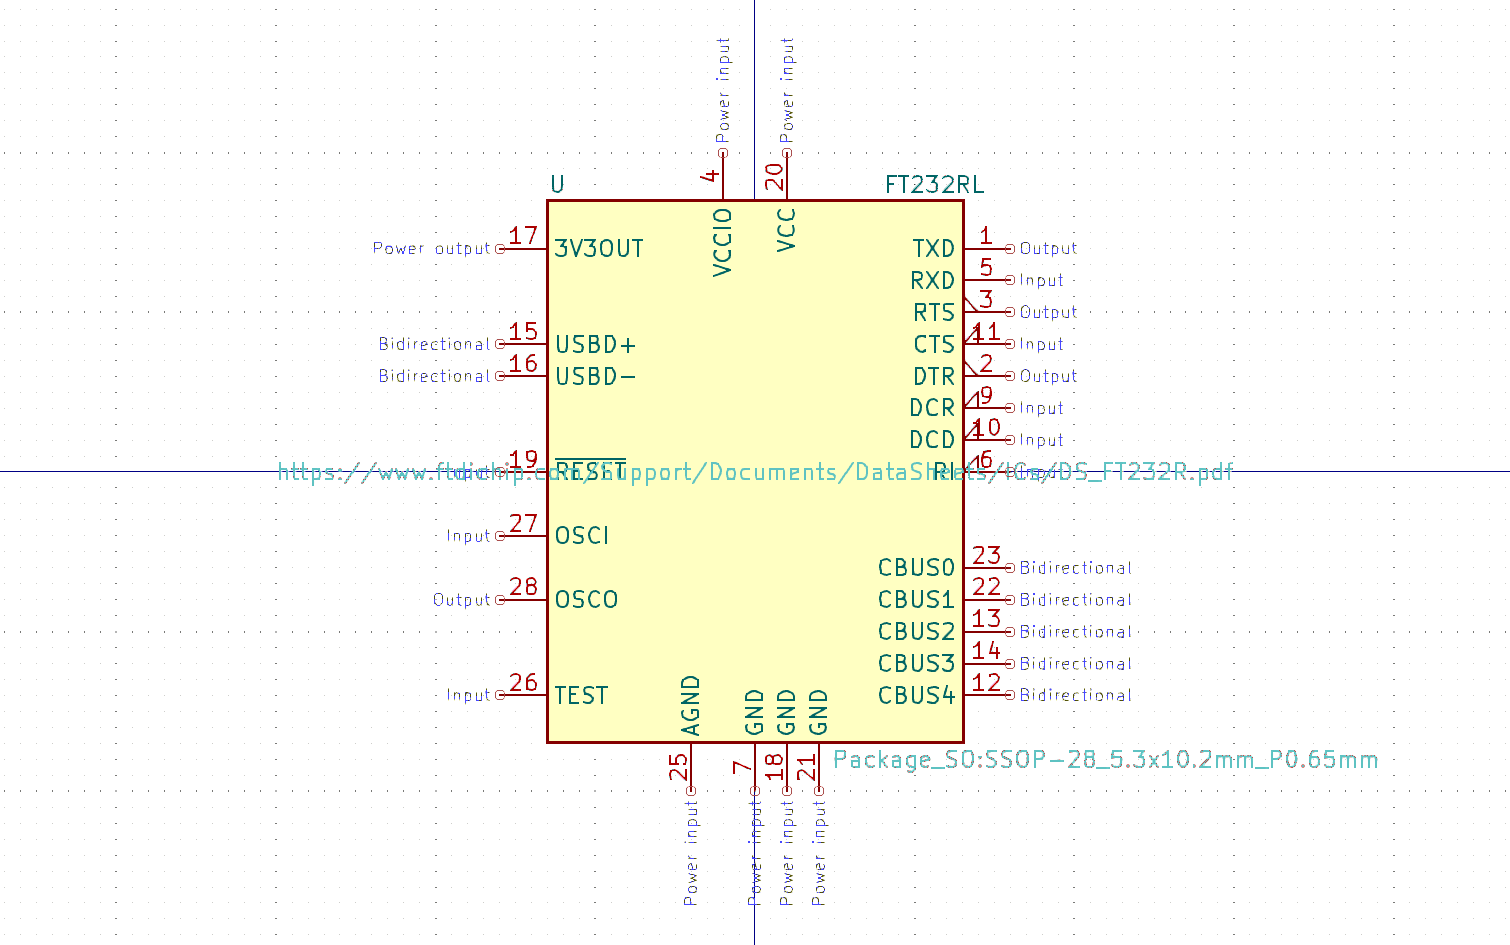 Power input
Power input
4
20
U
FT232RL
VCCIO
VCC
Power output 17 3V3OUT
TXD 1 Output
RXD 5 Input
RTS 3 Output
Bidirectional 15 USBD+
CTS 11 Input
Bidirectional 16 USBD-
DTR 2 Output
DCR 9 Input
DCD 10 Input
Input 19 RESET
RI 6 Input
https://www.ftdichip.com/Support/Documents/DataSheets/ICs/DS_FT232R.pdf
Input 27 OSCI
CBUS0 23 Bidirectional
Output 28 OSCO
CBUS1 22 Bidirectional
CBUS2 13 Bidirectional
CBUS3 14 Bidirectional
Input 26 TEST
CBUS4 12 Bidirectional
AGND
GND
GND
GND
25
7
18
21
Package_SO:SSOP-28_5.3x10.2mm_P0.65mm
Power input
Power input
Power input
Power input